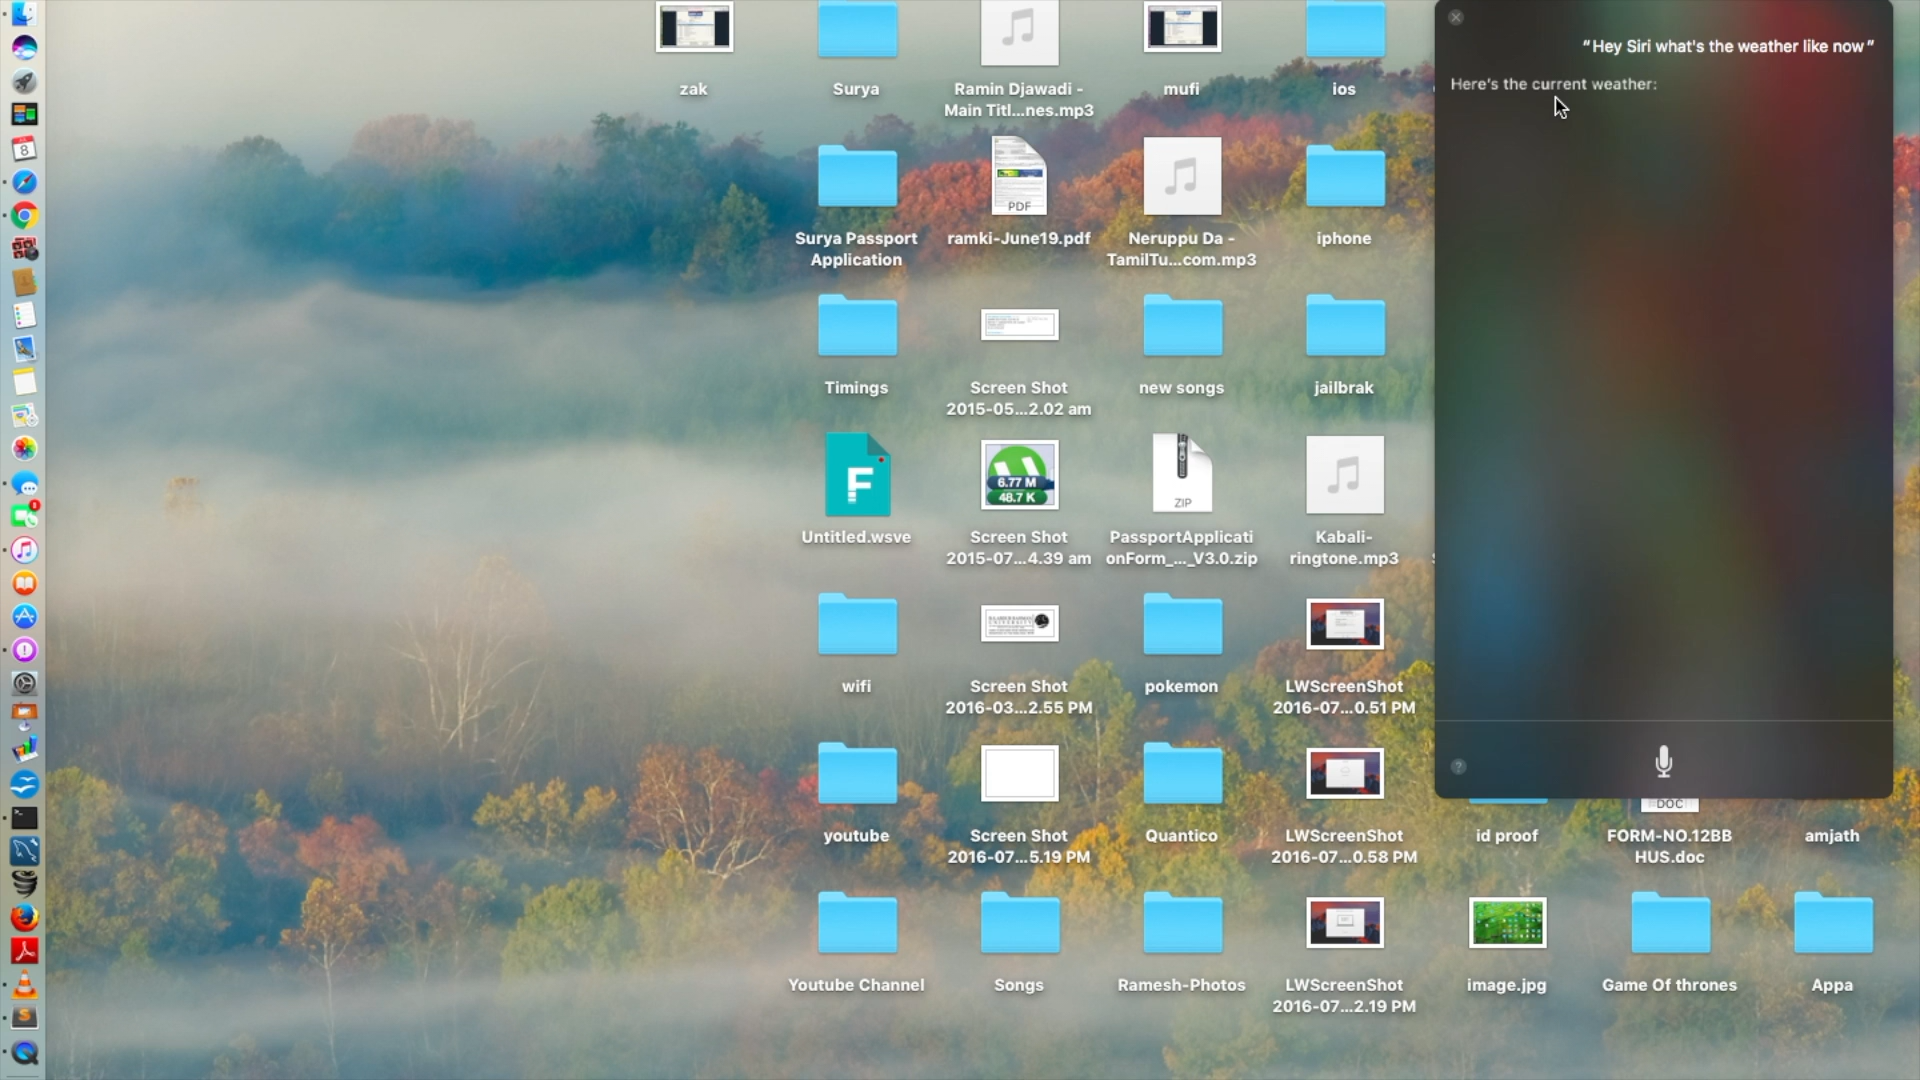 "Hey Siri what's the weather like now"
Here's the current weather:
?
zak
Surya
Ramin Djawadi -
Main Titl...nes.mp3
mufi
ios
8
PDF
Surya Passport
Application
ramki-June19.pdf
Neruppu Da -
TamilTu...com.mp3
iphone
Timings
Screen Shot
2015-05...2.02 am
new songs
jailbrak
F
6.77 M
48.7 K
ZIP
Untitled.wsve
Screen Shot
2015-07...4.39 am
PassportApplicati
onForm_..._V3.0.zip
Kabali-
ringtone.mp3
wifi
Screen Shot
2016-03...2.55 PM
pokemon
LWScreenShot
2016-07...0.51 PM
DOC
youtube
Screen Shot
2016-07...5.19 PM
Quantico
LWScreenShot
2016-07...0.58 PM
id proof
FORM-NO.12BB
HUS.doc
amjath
Youtube Channel
Songs
Ramesh-Photos
LWScreenShot
2016-07...2.19 PM
image.jpg
Game Of thrones
Appa